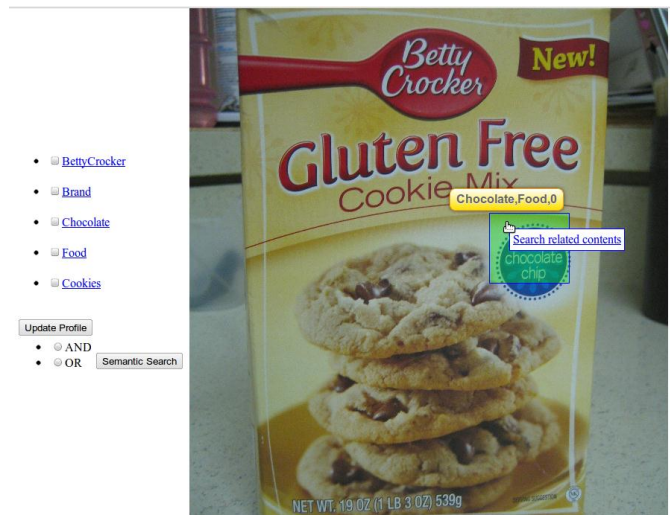 BettyCrocker
Brand
Chocolate
Food
Cookies
Update Profile
AND
OR
Semantic Search
Betty
Crocker
New!
Gluten Free
Cookie Mix
Chocolate,Food,0
Search related contents
chocolate
chip
NET WT. 19 OZ (1 LB 3 OZ) 539g